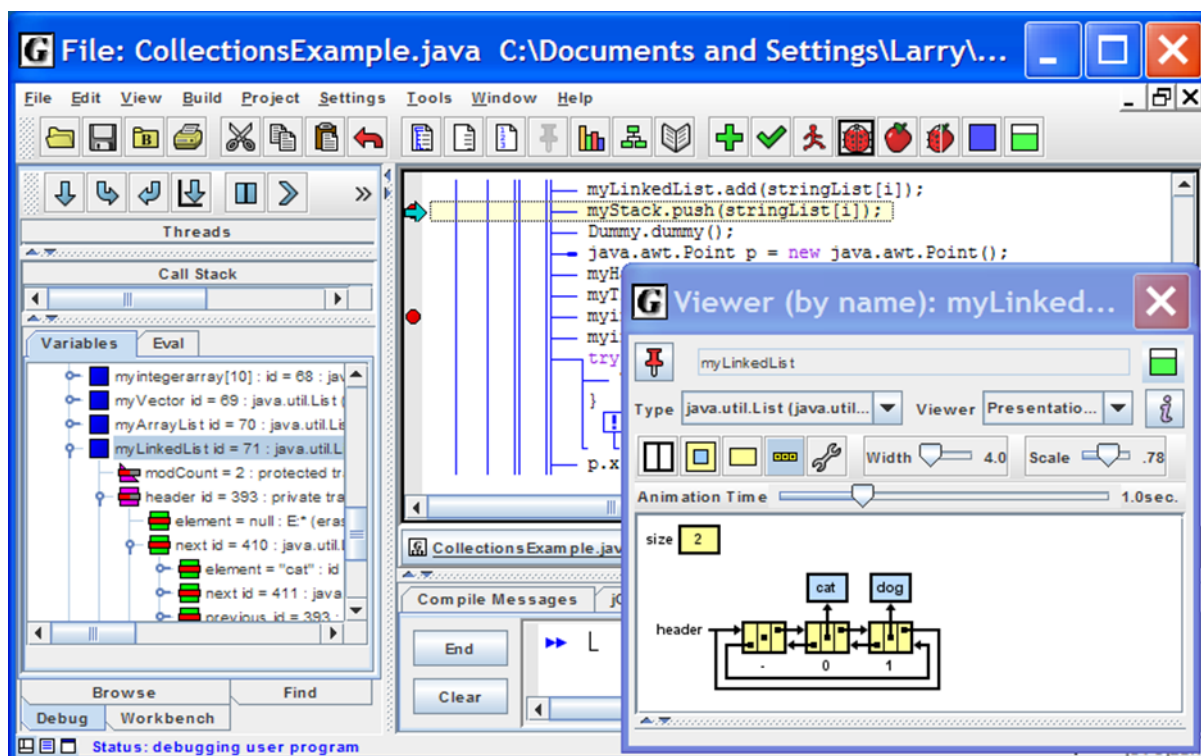 G File: CollectionsExample.java C:\Documents and Settings\Larry\...
File Edit View Build Project Settings Tools Window Help
Threads
Call Stack
Variables Eval
myintegerarray[10] : id = 68 : jav
myVector id = 69 : java.util.List (
myArrayList id = 70 : java.util.Lis
myLinkedList id = 71 : java.util.L
modCount = 2 : protected tra
header id = 393 : private tra
element = null : E:* (eras
next id = 410 : java.util.l
element = "cat" : id
next id = 411 : java
previous id = 393 :
Browse Find
Debug Workbench
Status: debugging user program
myLinkedList.add(stringList[i]);
myStack.push(stringList[i]);
Dummy.dummy();
java.awt.Point p = new java.awt.Point();
myH
myT
myi
myi
try
}
p.x
CollectionsExample.jav
Compile Messages jG
End
Clear
L
G Viewer (by name): myLinked...
myLinkedList
Type java.util.List (java.util... Viewer Presentatio...
Width 4.0 Scale .78
Animation Time 1.0sec.
size 2
cat dog
header
- 0 1